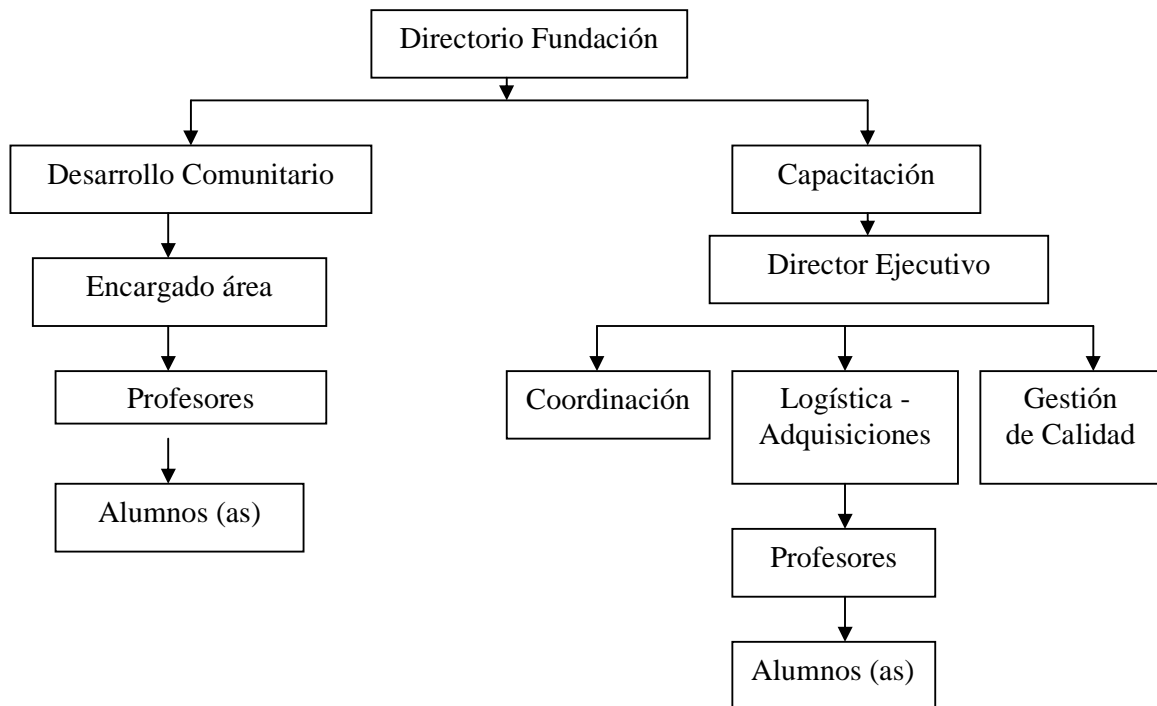 Directorio Fundación
Desarrollo Comunitario
Capacitación
Director Ejecutivo
Encargado área
Profesores
Coordinación
Logística -
Adquisiciones
Gestión
de Calidad
Alumnos (as)
Profesores
Alumnos (as)